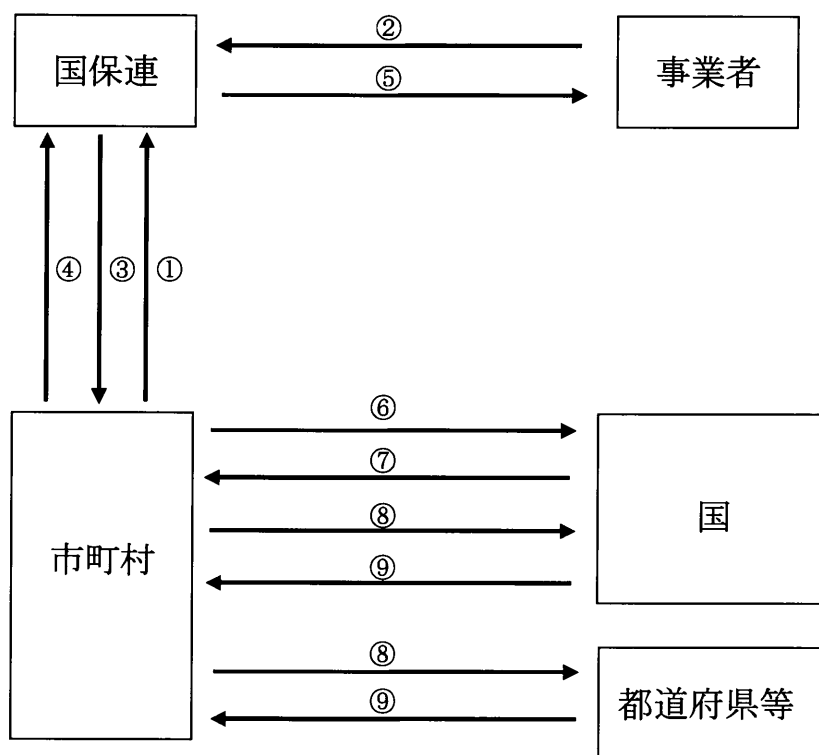 ②
国保連
事業者
⑤
④
③
①
⑥
⑦
市町村
国
⑧
⑨
⑧
都道府県等
⑨